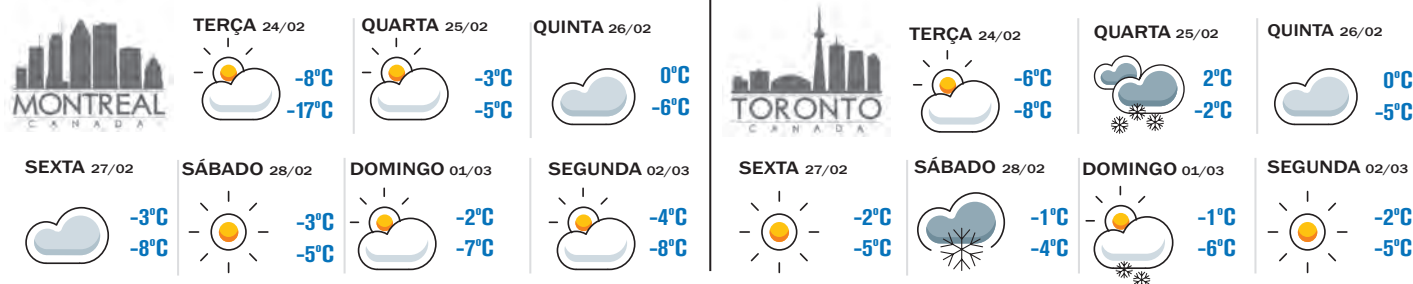 MONTREAL
CANADA
TERÇA 24/02
-8ºC
-17ºC
QUARTA 25/02
-3ºC
-5ºC
QUINTA 26/02
0ºC
-6ºC
SEXTA 27/02
-3ºC
-8ºC
SÁBADO 28/02
-3ºC
-5ºC
DOMINGO 01/03
-2ºC
-7ºC
SEGUNDA 02/03
-4ºC
-8ºC
TORONTO
CANADA
TERÇA 24/02
-6ºC
-8ºC
QUARTA 25/02
2ºC
-2ºC
QUINTA 26/02
0ºC
-5ºC
SEXTA 27/02
-2ºC
-5ºC
SÁBADO 28/02
-1ºC
-4ºC
DOMINGO 01/03
-1ºC
-6ºC
SEGUNDA 02/03
-2ºC
-5ºC